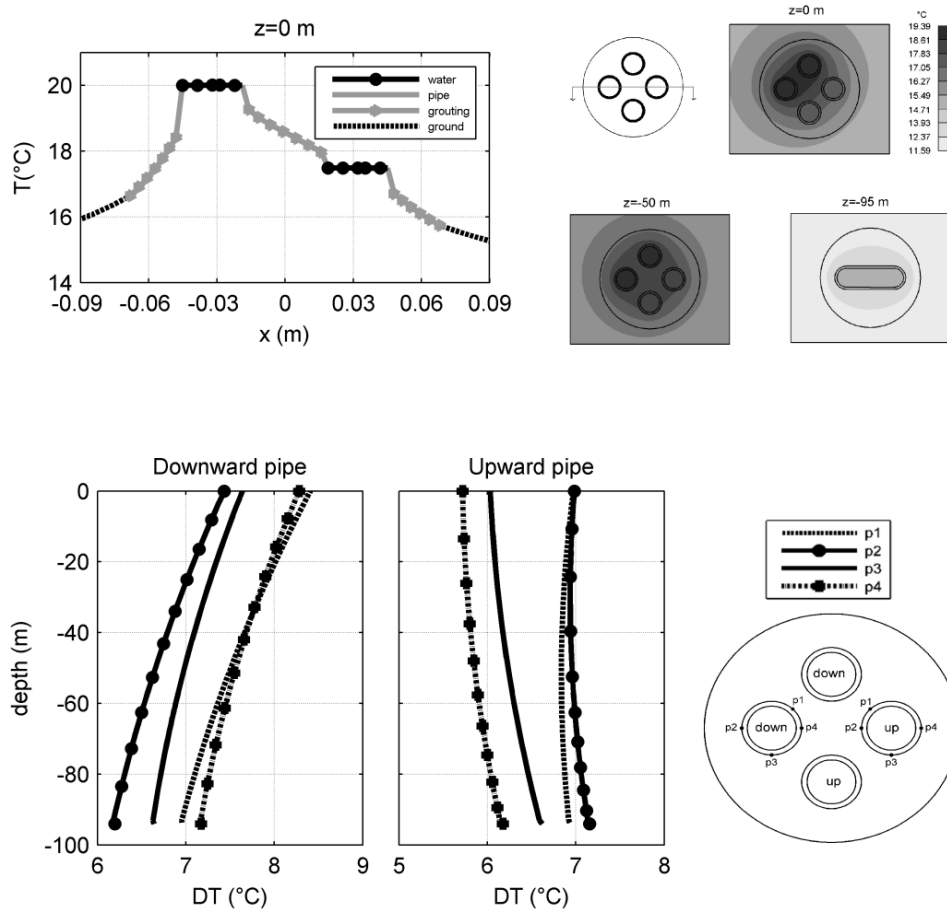 z=0 m
T(°C)
20
18
16
14
-0.09
-0.06
-0.03
0
0.03
0.06
0.09
x (m)
water
pipe
grouting
ground
z=0 m
°C
19.39
18.61
17.83
17.05
16.27
15.49
14.71
13.93
12.37
11.59
z=-50 m
z=-95 m
Downward pipe
depth (m)
0
-20
-40
-60
-80
-100
6
7
8
9
DT (°C)
Upward pipe
5
6
7
8
DT (°C)
p1
p2
p3
p4
down
p1
p2
down
p4
p3
p1
p2
up
p4
p3
up